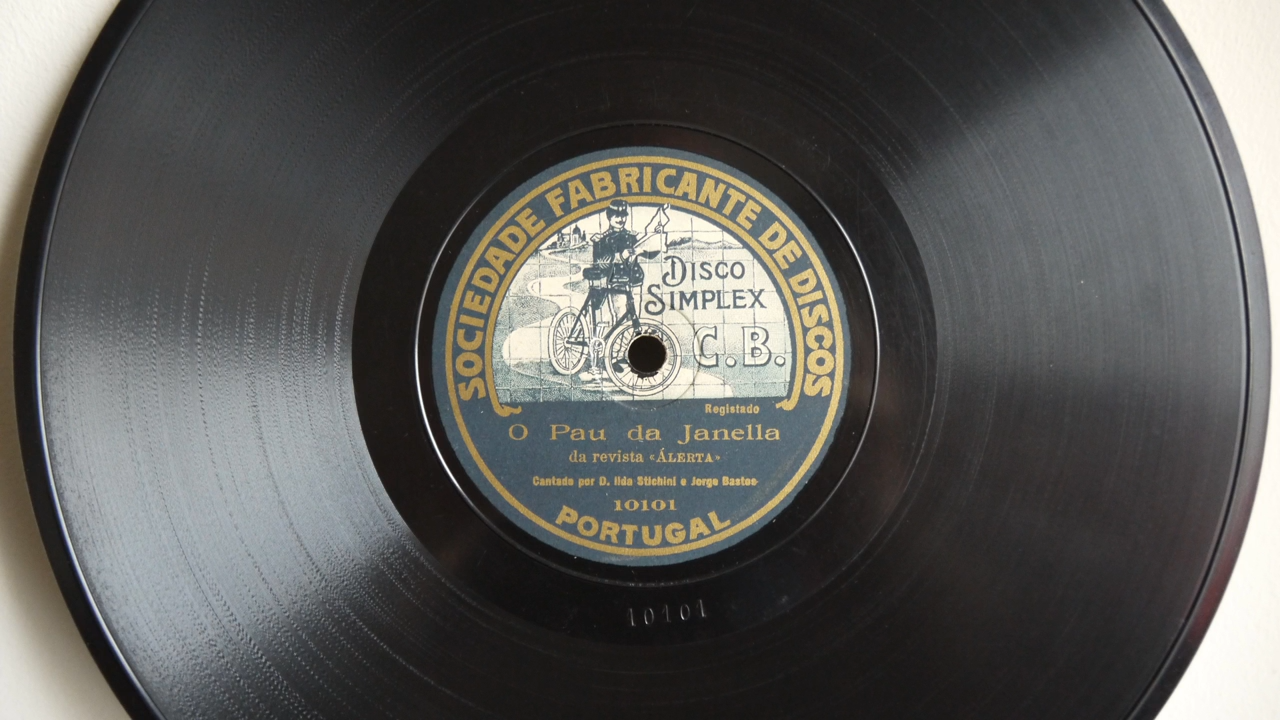 SOCIEDADE FABRICANTE DE DISCOS
DISCO
SIMPLEX
C.B.
Registado
O Pau da Janella
da revista «ÁLERTA»
Cantado por D. Ilda Stichini e Jorge Bastos
10101
PORTUGAL
10101